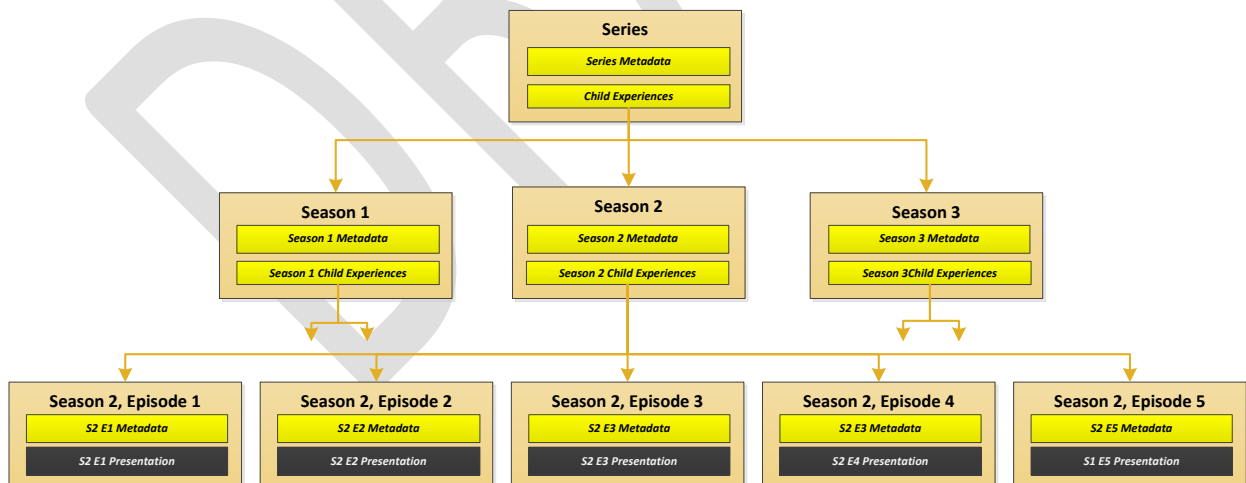 Series
Series Metadata
Child Experiences
Season 1
Season 1 Metadata
Season 1 Child Experiences
Season 2
Season 2 Metadata
Season 2 Child Experiences
Season 3
Season 3 Metadata
Season 3Child Experiences
Season 2, Episode 1
S2 E1 Metadata
S2 E1 Presentation
Season 2, Episode 2
S2 E2 Metadata
S2 E2 Presentation
Season 2, Episode 3
S2 E3 Metadata
S2 E3 Presentation
Season 2, Episode 4
S2 E3 Metadata
S2 E4 Presentation
Season 2, Episode 5
S2 E5 Metadata
S1 E5 Presentation